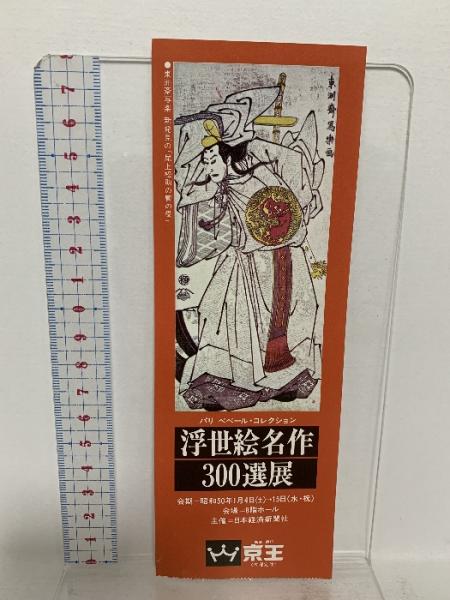 東洲斎写楽画
パリ ベベール・コレクション
浮世絵名作
300選展
会期=昭和50年1月4日(土)→15日(水・祝)
会場=8階ホール
主催=日本経済新聞社
京王